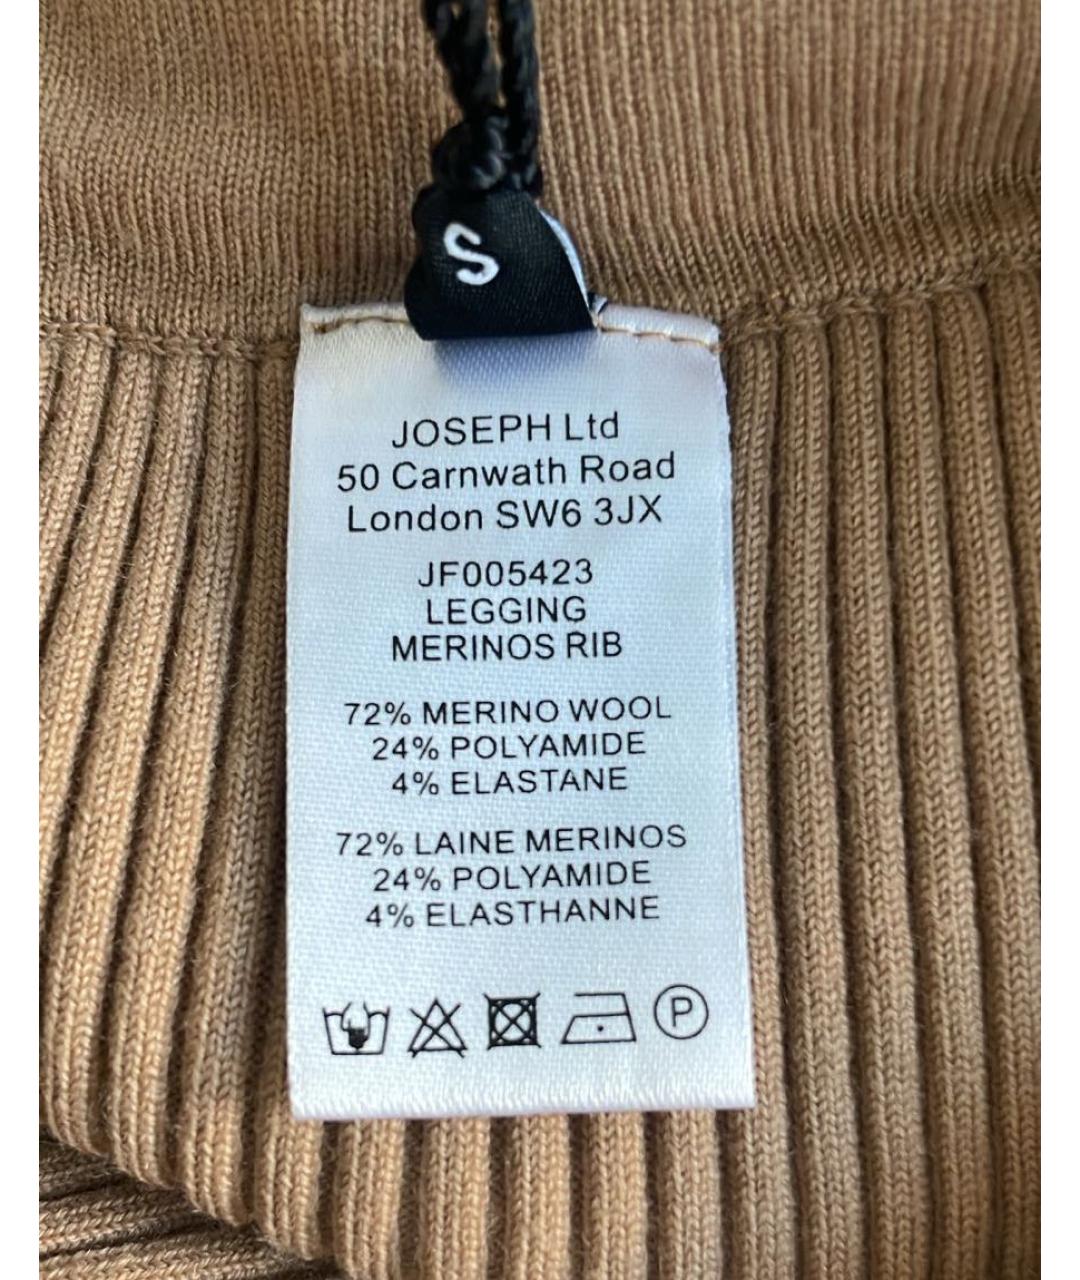 S
JOSEPH Ltd
50 Carnwath Road
London SW6 3JX
JF005423
LEGGING
MERINOS RIB
72% MERINO WOOL
24% POLYAMIDE
4% ELASTANE
72% LAINE MERINOS
24% POLYAMIDE
4% ELASTHANNE
P